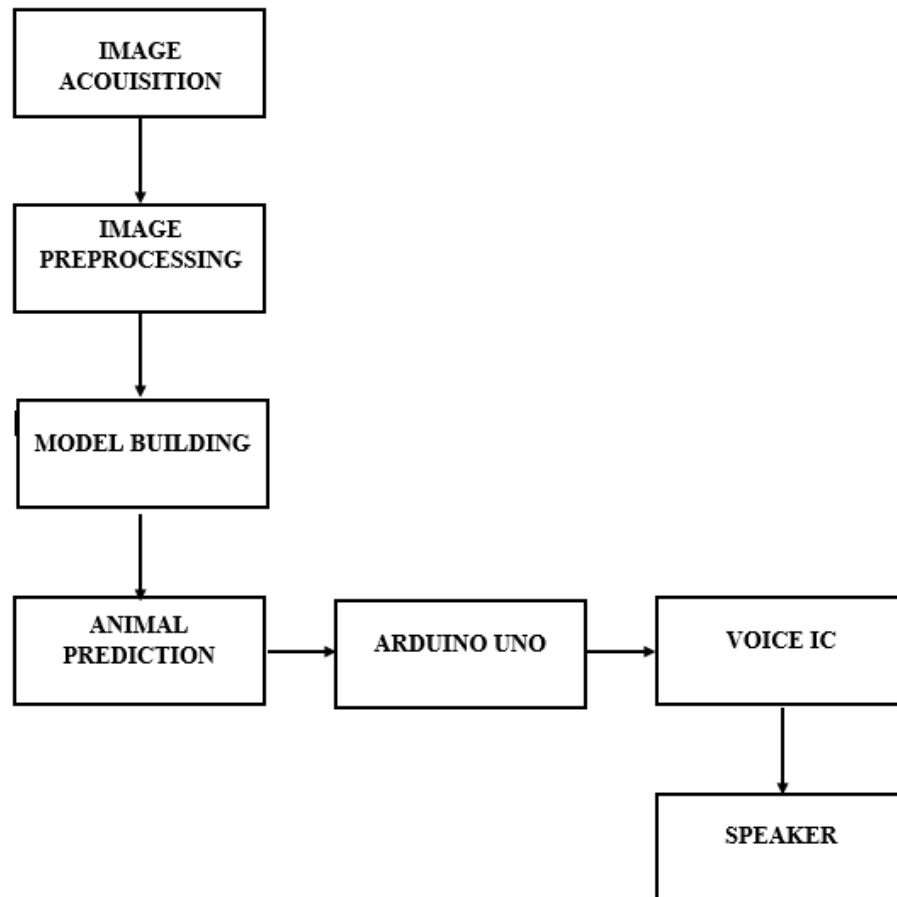 IMAGE
ACOUISITION
IMAGE
PREPROCESSING
MODEL BUILDING
ANIMAL
PREDICTION
ARDUINO UNO
VOICE IC
SPEAKER